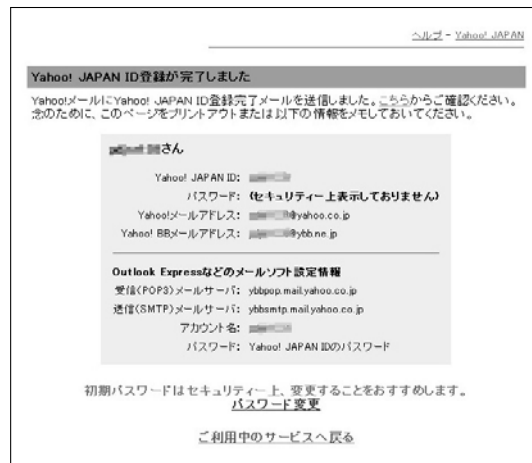 ヘルプ - Yahoo! JAPAN
Yahoo! JAPAN ID登録が完了しました
Yahoo!メールにYahoo! JAPAN ID登録完了メールを送信しました。こちらからご確認ください。
念のために、このページをプリントアウトまたは以下の情報をメモしておいてください。
さん
Yahoo! JAPAN ID:
パスワード: (セキュリティー上表示しておりません)
Yahoo!メールアドレス: @yahoo.co.jp
Yahoo! BBメールアドレス: @ybb.ne.jp
Outlook Expressなどのメールソフト設定情報
受信(POP3)メールサーバ: ybbpop.mail.yahoo.co.jp
送信(SMTP)メールサーバ: ybbsmtp.mail.yahoo.co.jp
アカウント名:
パスワード: Yahoo! JAPAN IDのパスワード
初期パスワードはセキュリティー上、変更することをおすすめします。
パスワード変更
ご利用中のサービスへ戻る